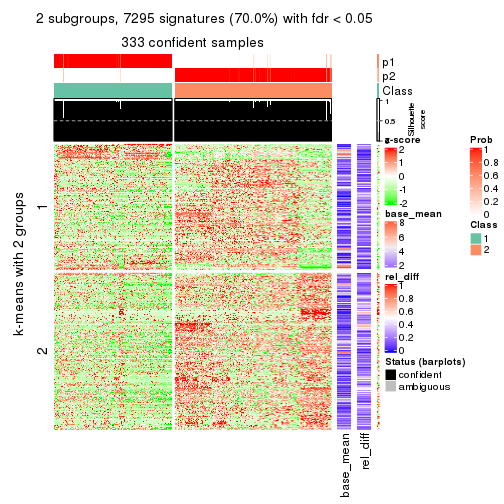 2 subgroups, 7295 signatures (70.0%) with fdr < 0.05
333 confident samples
p1
p2
Class
1
0.5
0
Silhouette
score
k-means with 2 groups
1
2
base_mean
rel_diff
z-score
2
1
0
-1
-2
base_mean
8
6
4
2
rel_diff
1
0.8
0.6
0.4
0.2
0
Status (barplots)
confident
ambiguous
Prob
1
0.8
0.6
0.4
0.2
0
Class
1
2